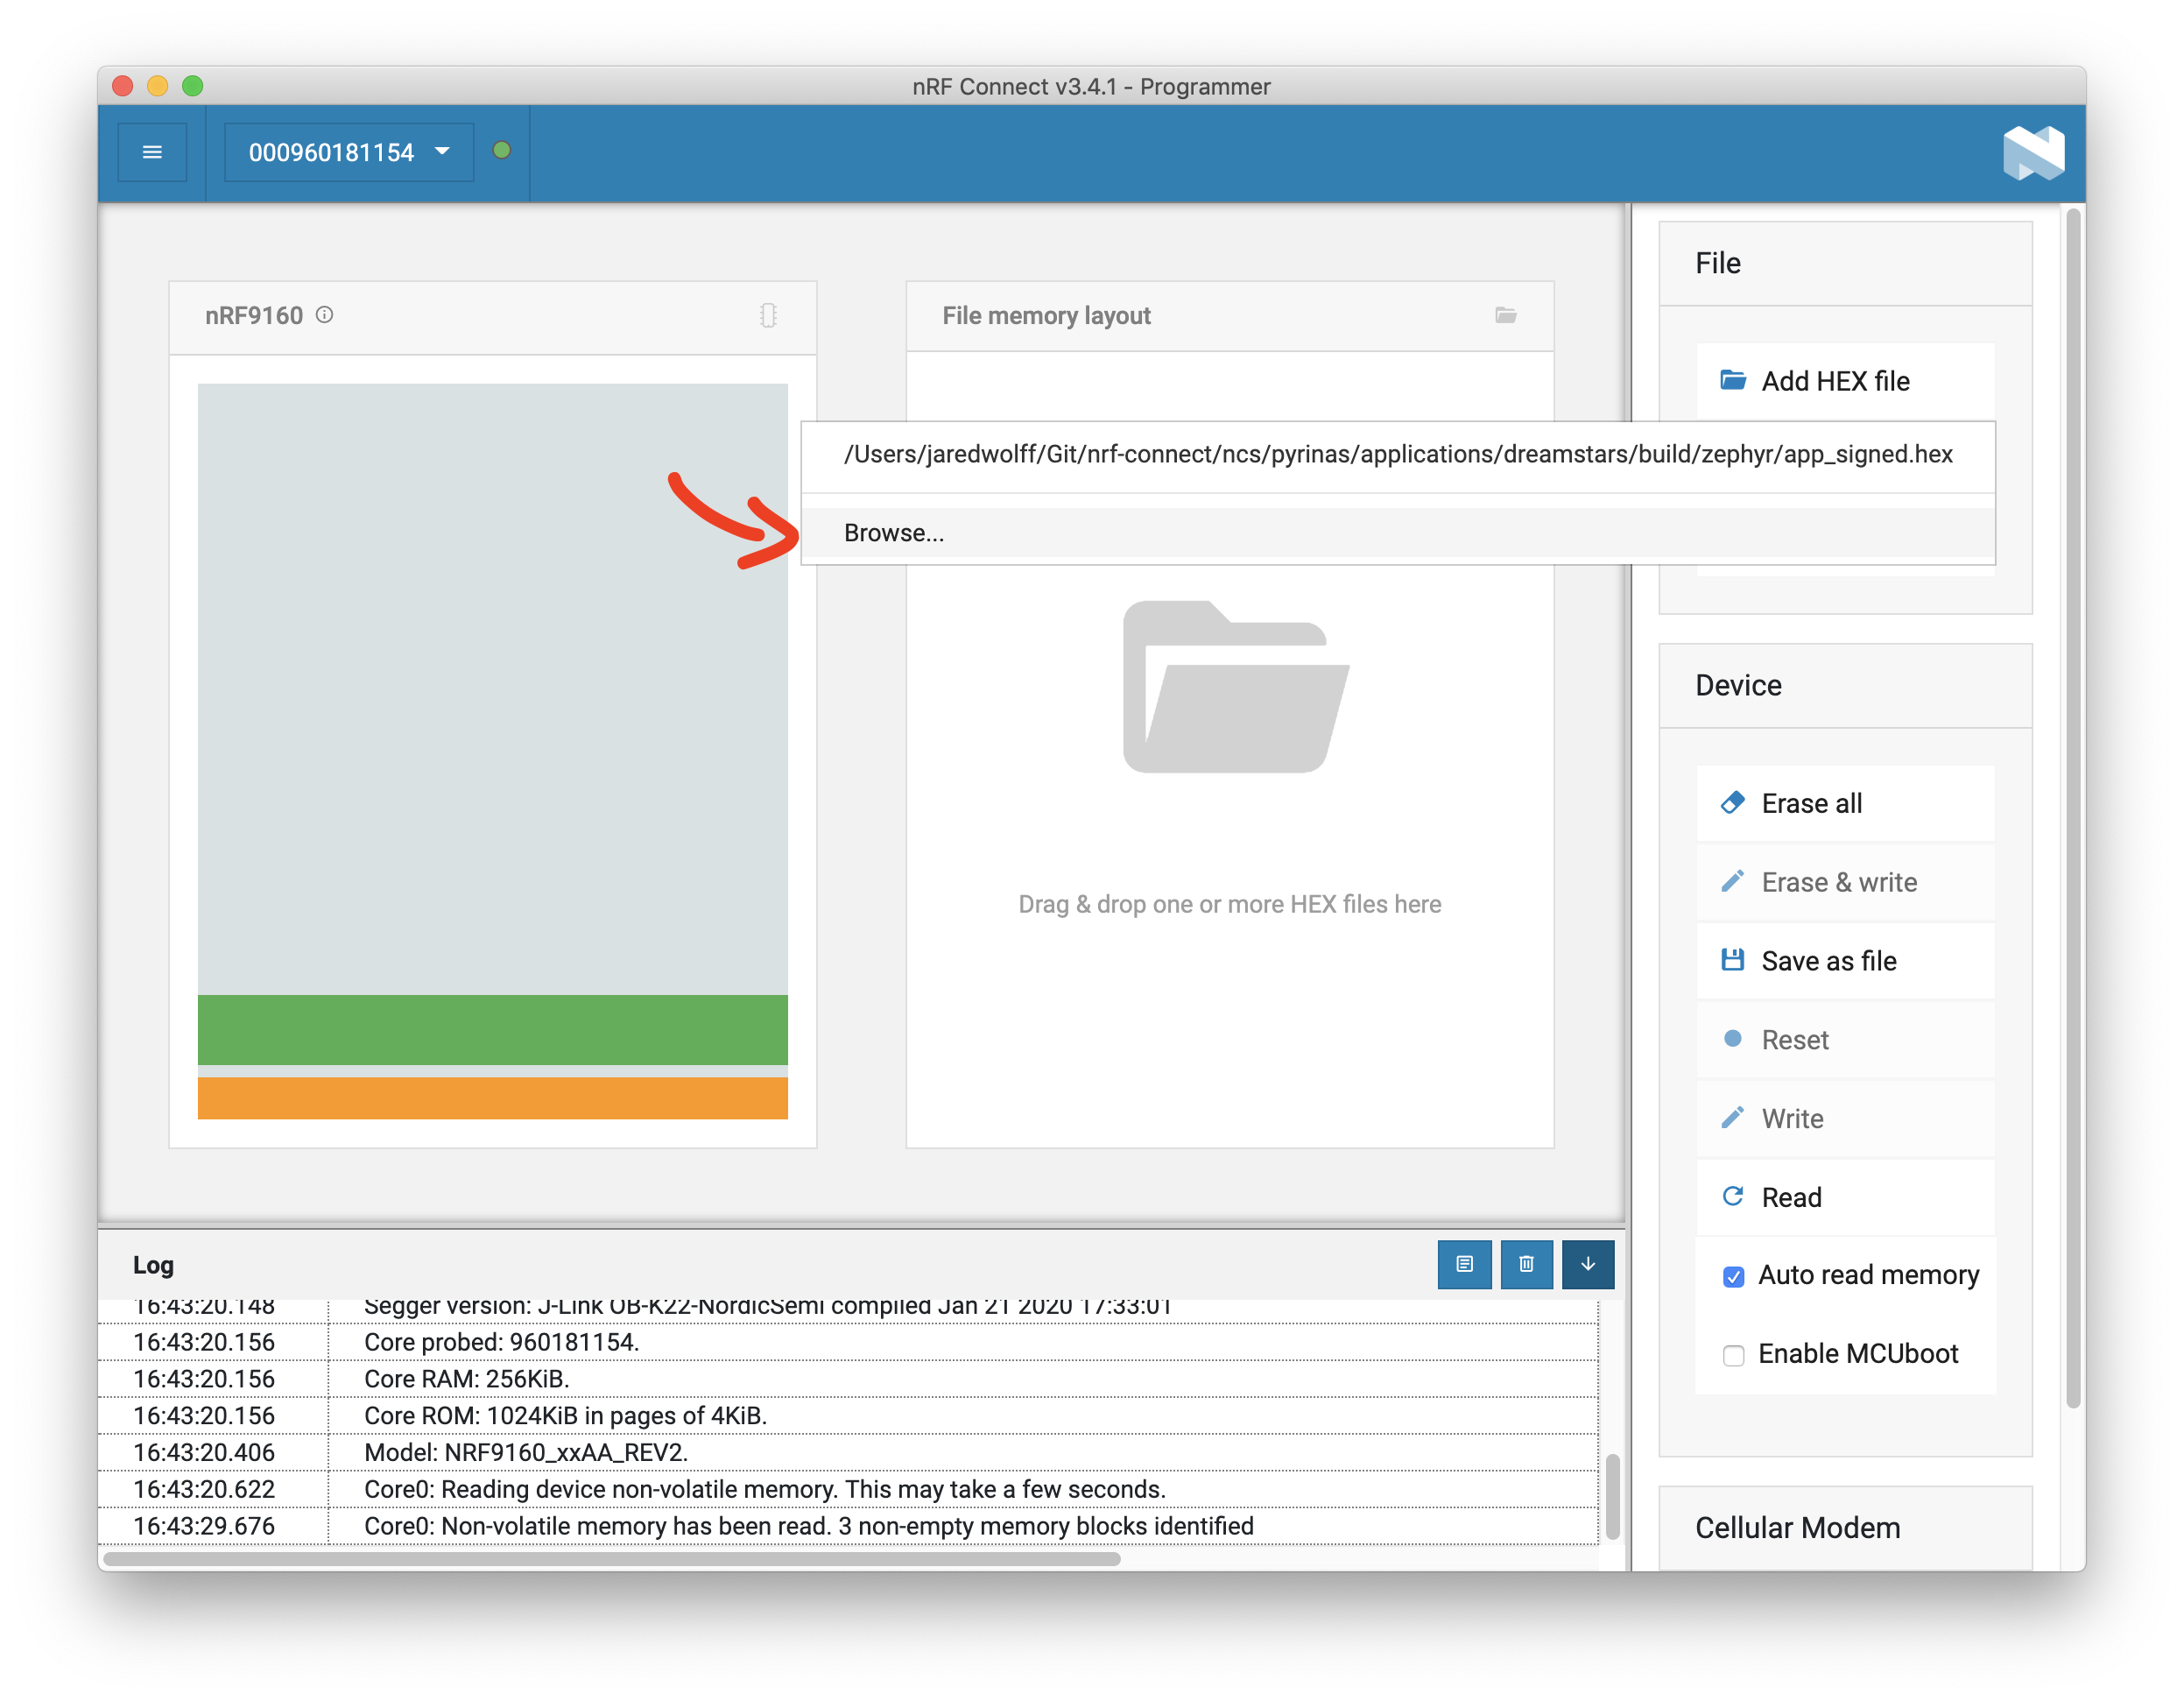 nRF Connect v3.4.1 - Programmer
000960181154
nRF9160
File memory layout
Drag & drop one or more HEX files here
File
Add HEX file
/Users/jaredwolff/Git/nrf-connect/ncs/pyrinas/applications/dreamstars/build/zephyr/app_signed.hex
Browse...
Device
Erase all
Erase & write
Save as file
Reset
Write
Read
Auto read memory
Enable MCUboot
Cellular Modem
Log
16:43:20.148 Segger version: J-Link OB-K22-NordicSemi compiled Jan 21 2020 17:33:01
16:43:20.156 Core probed: 960181154.
16:43:20.156 Core RAM: 256KiB.
16:43:20.156 Core ROM: 1024KiB in pages of 4KiB.
16:43:20.406 Model: NRF9160_xxAA_REV2.
16:43:20.622 Core0: Reading device non-volatile memory. This may take a few seconds.
16:43:29.676 Core0: Non-volatile memory has been read. 3 non-empty memory blocks identified